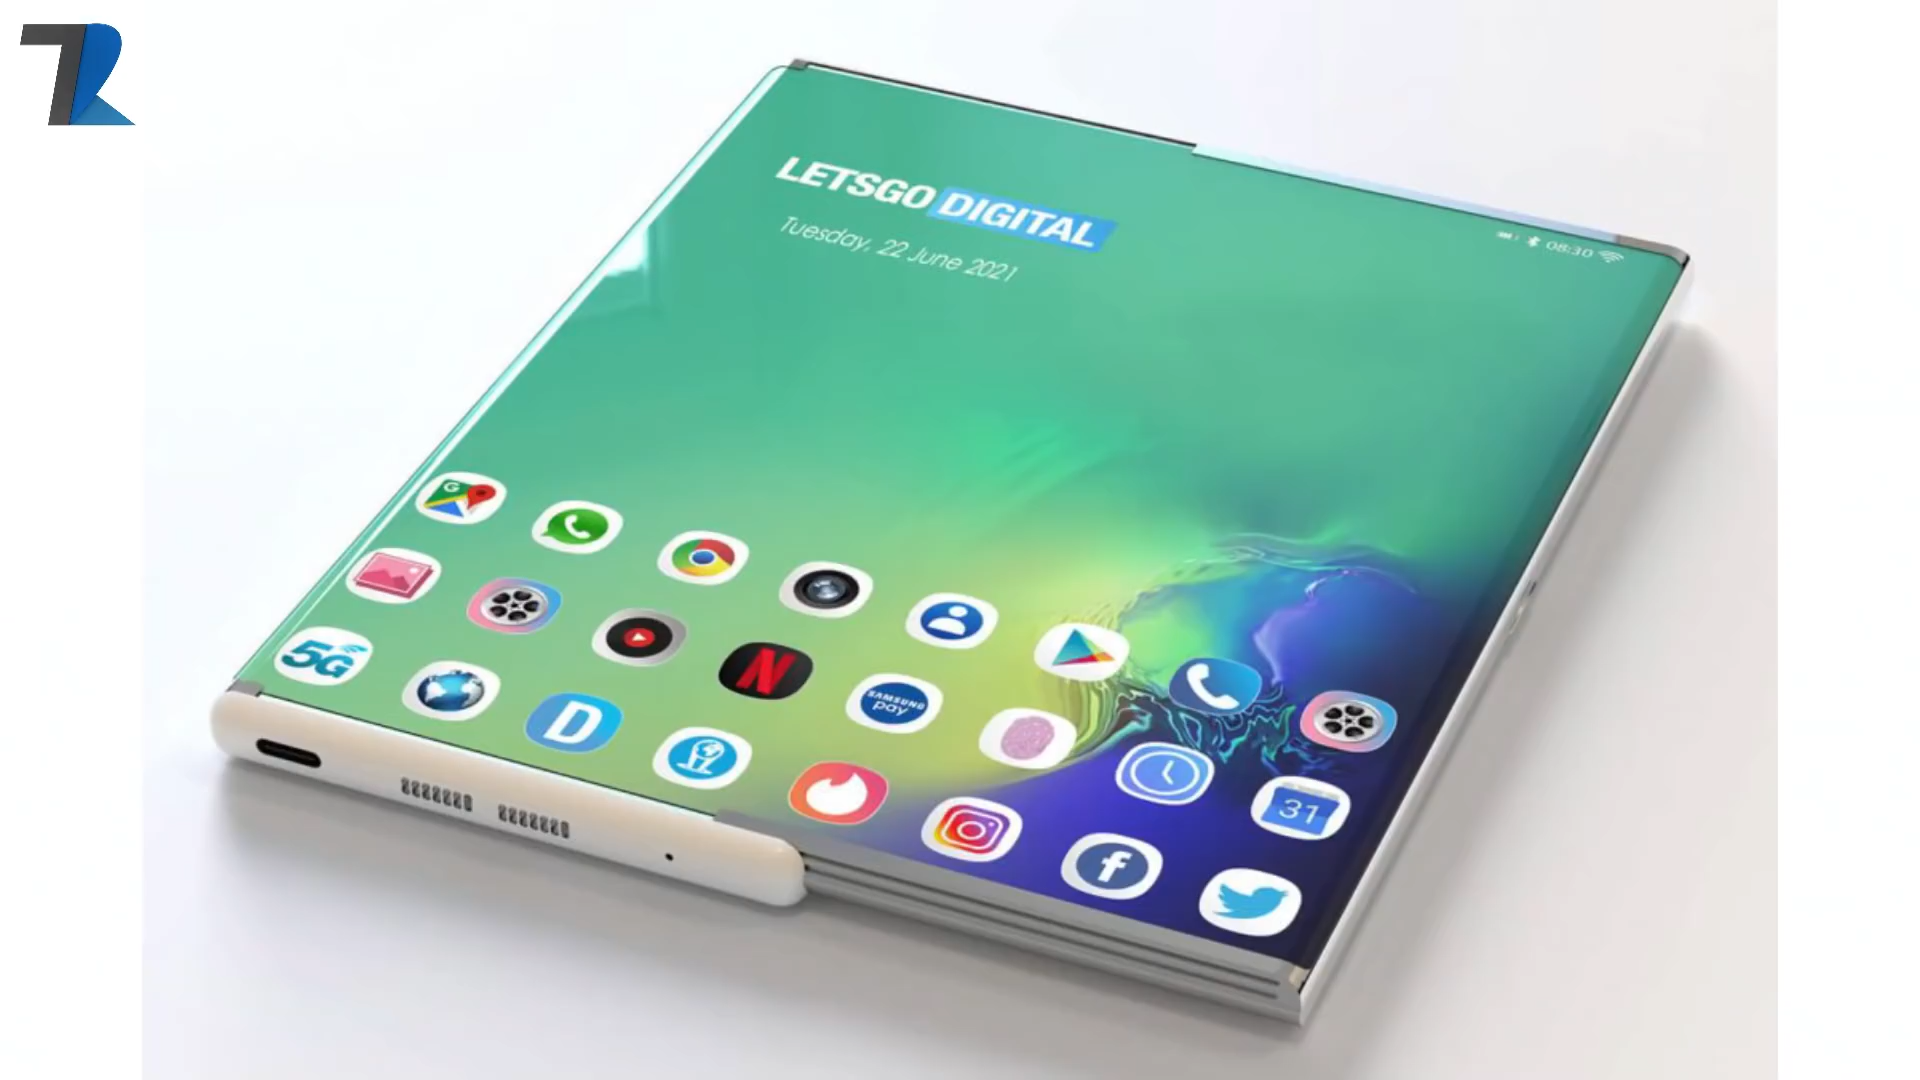 LETSGO DIGITAL
Tuesday, 22 June 2021
08:30
G
5G
D
N
SAMSUNG
pay
31
f